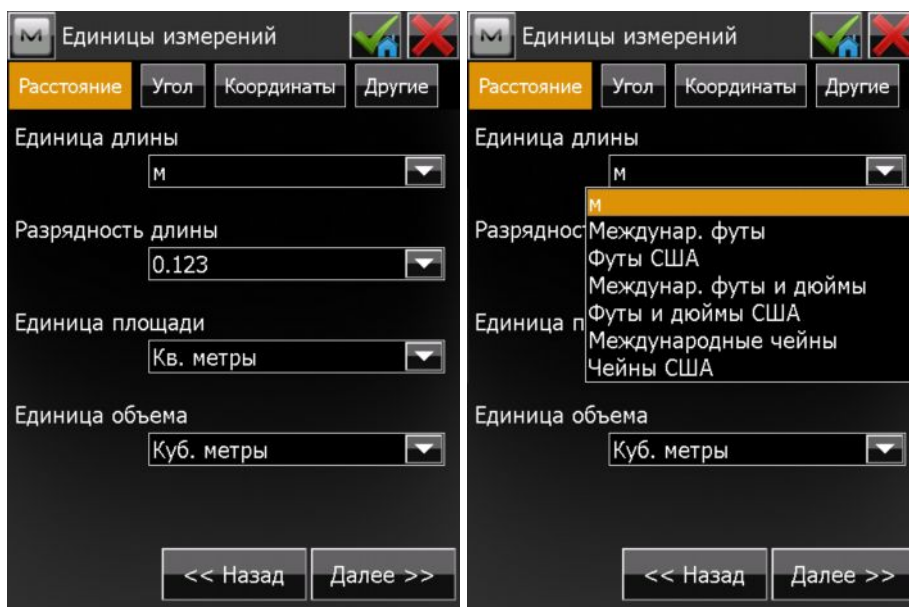 Единицы измерений
Расстояние Угол Координаты Другие
Единица длины
м
Разрядность длины
0.123
Единица площади
Кв. метры
Единица объема
Куб. метры
<< Назад Далее >>
Единицы измерений
Расстояние Угол Координаты Другие
Единица длины
м
м
Разряднос
Междунар. футы
Футы США
Междунар. футы и дюймы
Единица п
Футы и дюймы США
Международные чейны
Чейны США
Единица объема
Куб. метры
<< Назад Далее >>